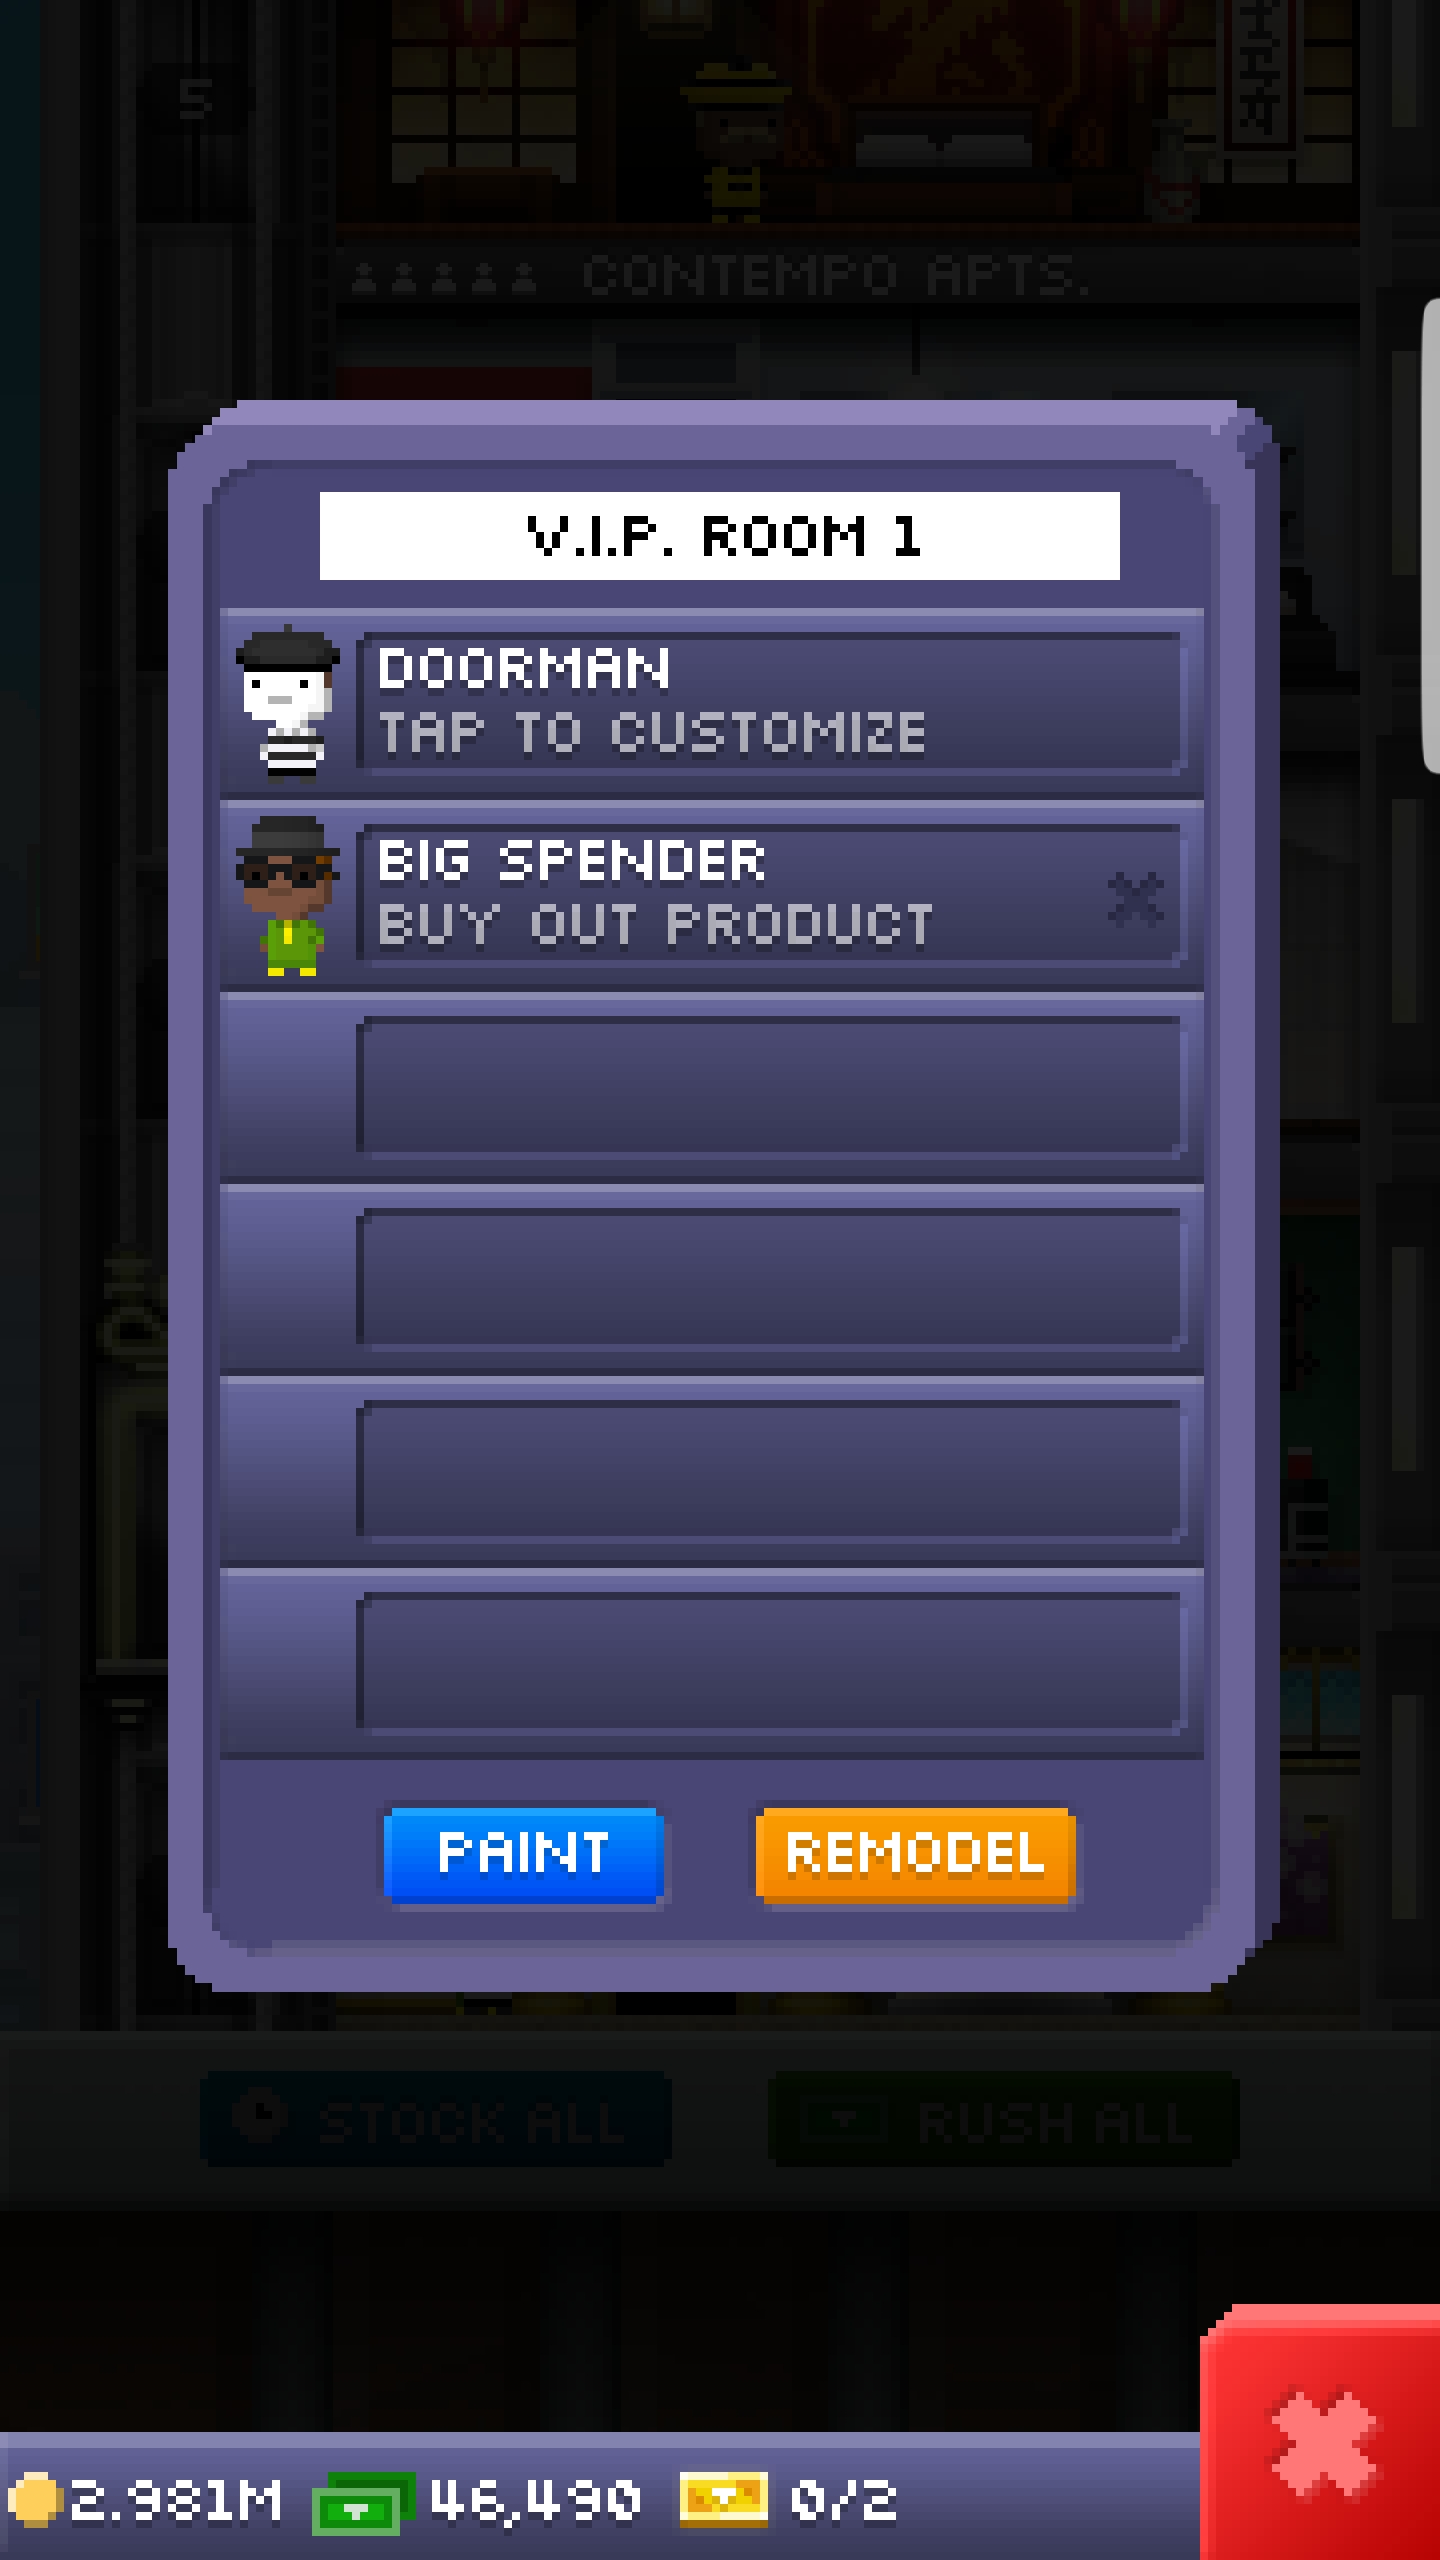 5
CONTEMPO APTS.
V.I.P. ROOM 1
DOORMAN
TAP TO CUSTOMIZE
BIG SPENDER
BUY OUT PRODUCT
PAINT
REMODEL
STOCK ALL
RUSH ALL
2.981M
46,490
0/2